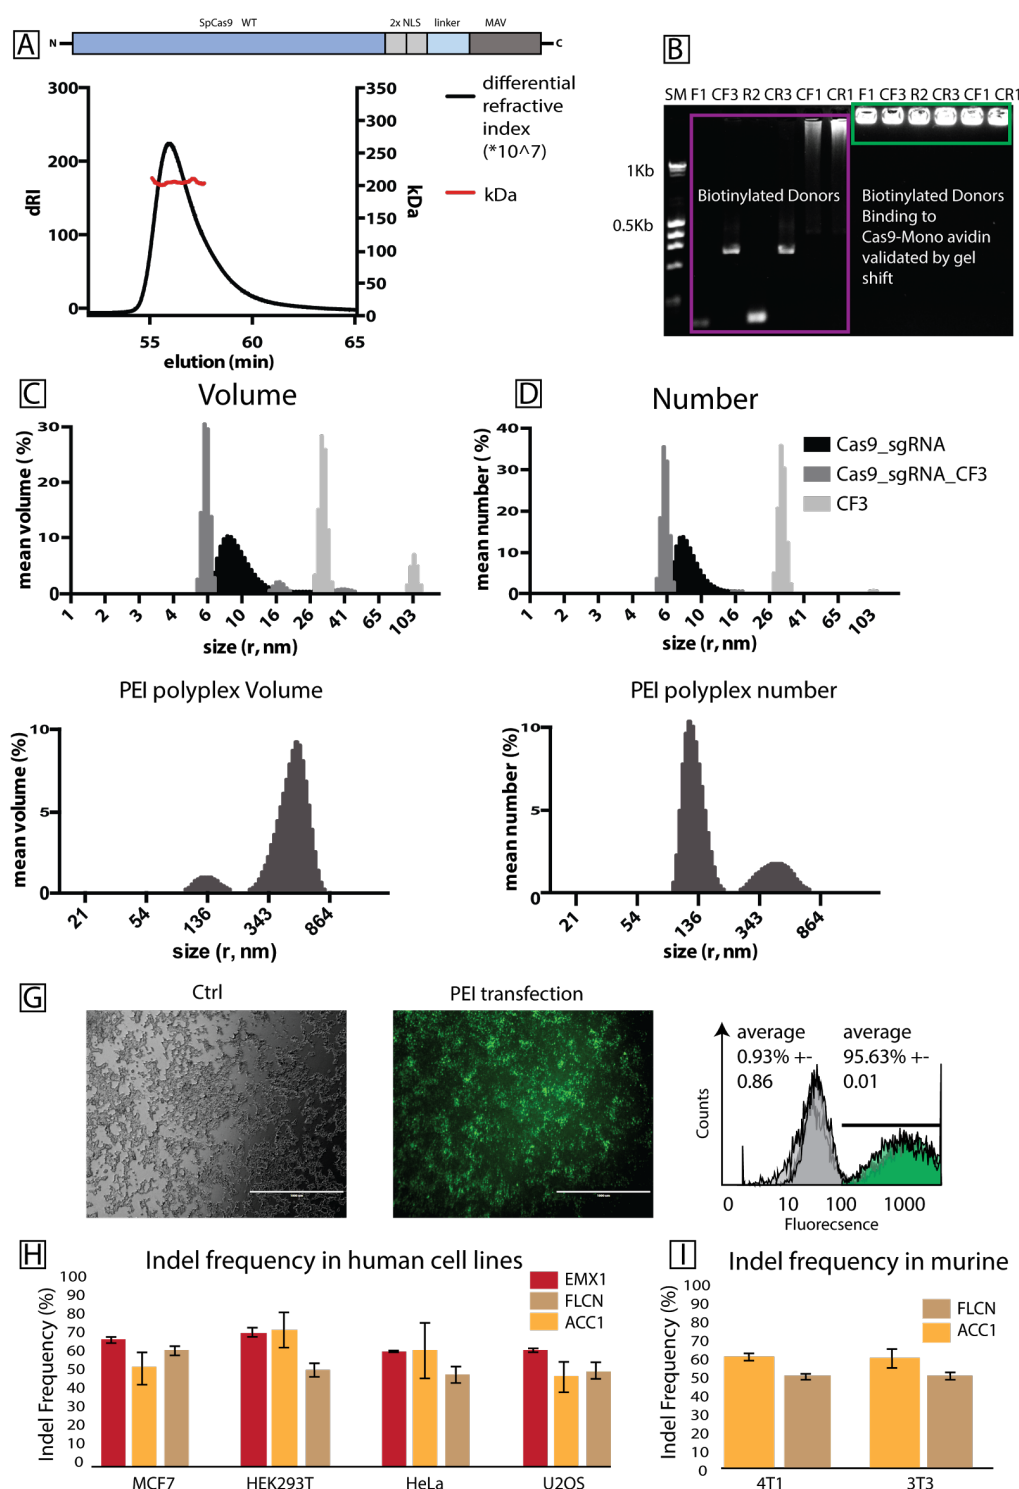 SpCas9 WT 2x NLS linker MAV
A
N
C
300
200
100
0
dRI
350
300
250
200
150
100
50
0
kDa
55 60 65
elution (min)
differential
refractive
index
(*10^7)
kDa
B
SM F1 CF3 R2 CR3 CF1 CR1 F1 CF3 R2 CR3 CF1 CR1
1Kb
0.5Kb
Biotinylated Donors
Biotinylated Donors
Binding to
Cas9-Mono avidin
validated by gel
shift
C
Volume
mean volume (%)
30
20
10
0
1 2 3 4 6 10 16 26 41 65 103
size (r, nm)
D
Number
mean number (%)
40
30
20
10
0
1 2 3 4 6 10 16 26 41 65 103
size (r, nm)
Cas9_sgRNA
Cas9_sgRNA_CF3
CF3
PEI polyplex Volume
mean volume (%)
10
5
0
21 54 136 343 864
size (r, nm)
PEI polyplex number
mean number (%)
10
5
0
21 54 136 343 864
size (r, nm)
G
Ctrl
PEI transfection
average
0.93% +-
0.86
average
95.63% +-
0.01
Counts
0 10 100 1000
Fluorecsence
H
Indel frequency in human cell lines
Indel Frequency (%)
100
90
80
70
60
50
40
30
20
10
0
EMX1
FLCN
ACC1
MCF7 HEK293T HeLa U2OS
I
Indel frequency in murine
Indel Frequency (%)
100
90
80
70
60
50
40
30
20
10
0
FLCN
ACC1
4T1 3T3